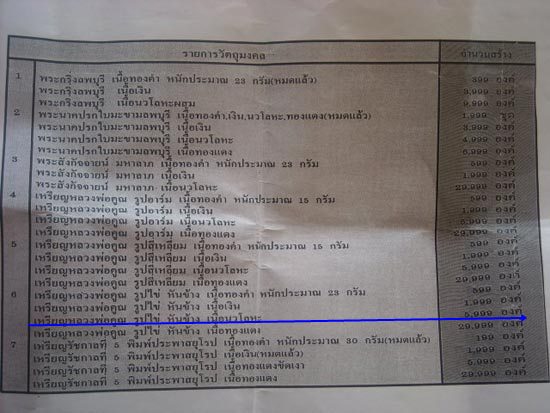 รายการวัตถุมงคล จำนวนสร้าง
1 พระกริ่งลพบุรี เนื้อทองคำ หนักประมาณ 23 กรัม(หมดแล้ว) 399 องค์
พระกริ่งลพบุรี เนื้อเงิน 3,999 องค์
พระกริ่งลพบุรี เนื้อนวโลหะผสม 9,999 องค์
2 พระนาคปรกใบมะขามลพบุรี เนื้อทองคำ,เงิน,นวโลหะ,ทองแดง(หมดแล้ว) 1,999 ชุด
พระนาคปรกใบมะขามลพบุรี เนื้อเงิน 3,999 องค์
พระนาคปรกใบมะขามลพบุรี เนื้อนวโลหะ 4,999 องค์
พระนาคปรกใบมะขามลพบุรี เนื้อทองแดง 6,999 องค์
3 พระสังกัจจายน์ มหาลาภ เนื้อทองคำ หนักประมาณ 23 กรัม 599 องค์
พระสังกัจจายน์ มหาลาภ เนื้อเงิน 1,999 องค์
พระสังกัจจายน์ มหาลาภ เนื้อนวโลหะ 29,999 องค์
4 เหรียญหลวงพ่อคูณ รูปอาร์ม เนื้อทองคำ หนักประมาณ 15 กรัม 599 องค์
เหรียญหลวงพ่อคูณ รูปอาร์ม เนื้อเงิน 1,999 องค์
เหรียญหลวงพ่อคูณ รูปอาร์ม เนื้อนวโลหะ 5,999 องค์
เหรียญหลวงพ่อคูณ รูปอาร์ม เนื้อทองแดง 29,999 องค์
5 เหรียญหลวงพ่อคูณ รูปสี่เหลี่ยม เนื้อทองคำ หนักประมาณ 15 กรัม 599 องค์
เหรียญหลวงพ่อคูณ รูปสี่เหลี่ยม เนื้อเงิน 1,999 องค์
เหรียญหลวงพ่อคูณ รูปสี่เหลี่ยม เนื้อนวโลหะ 5,999 องค์
เหรียญหลวงพ่อคูณ รูปสี่เหลี่ยม เนื้อทองแดง 29,999 องค์
6 เหรียญหลวงพ่อคูณ รูปไข่ หันข้าง เนื้อทองคำ หนักประมาณ 23 กรัม 599 องค์
เหรียญหลวงพ่อคูณ รูปไข่ หันข้าง เนื้อเงิน 1,999 องค์
เหรียญหลวงพ่อคูณ รูปไข่ หันข้าง เนื้อนวโลหะ 5,999 องค์
เหรียญหลวงพ่อคูณ รูปไข่ หันข้าง เนื้อทองแดง 29,999 องค์
7 เหรียญรัชกาลที่ 5 พิมพ์ประพาสยุโรป เนื้อทองคำ หนักประมาณ 30 กรัม(หมดแล้ว) 199 องค์
เหรียญรัชกาลที่ 5 พิมพ์ประพาสยุโรป เนื้อเงิน(หมดแล้ว) 1,999 องค์
เหรียญรัชกาลที่ 5 พิมพ์ประพาสยุโรป เนื้อทองแดงขัดเงา 5,999 องค์
เหรียญรัชกาลที่ 5 พิมพ์ประพาสยุโรป เนื้อทองแดง 29,999 องค์